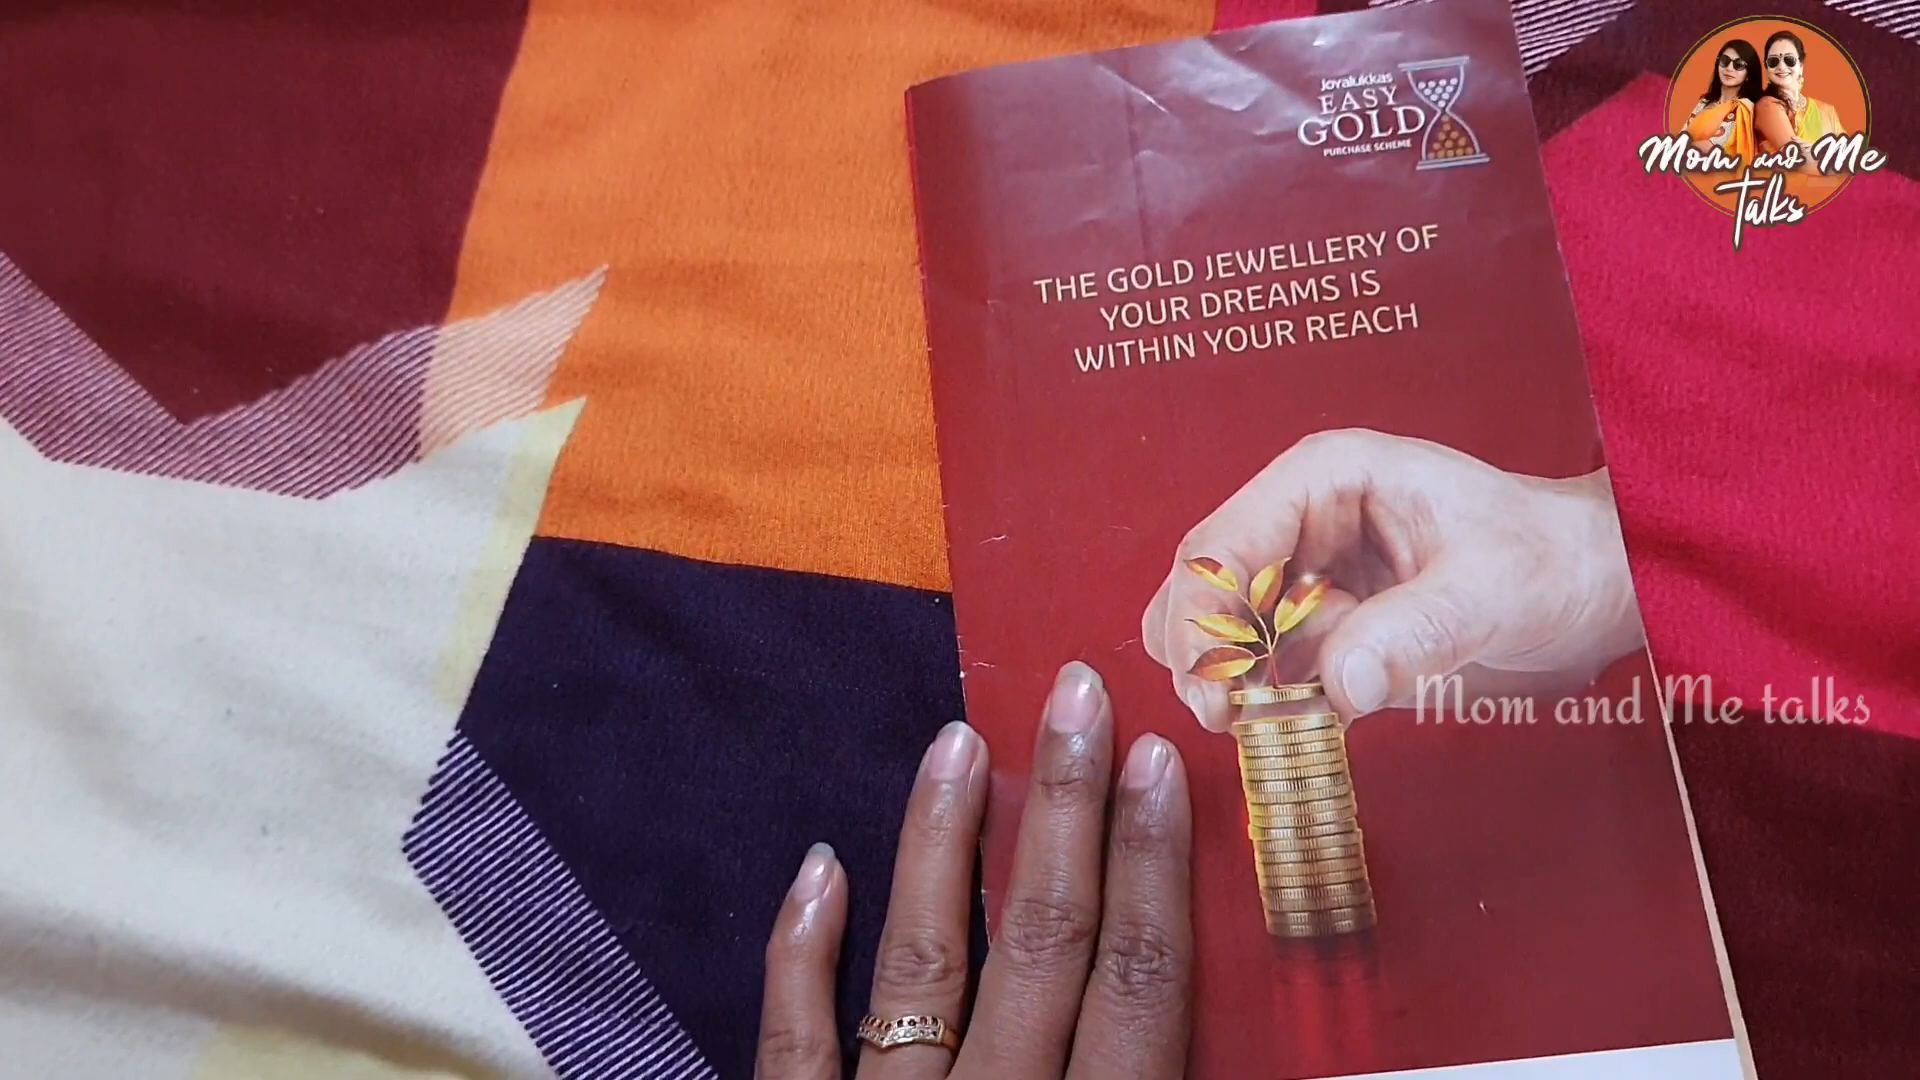 Joyalukkas
EASY
GOLD
PURCHASE SCHEME
THE GOLD JEWELLERY OF
YOUR DREAMS IS
WITHIN YOUR REACH
Mom and Me
Talks
Mom and Me talks